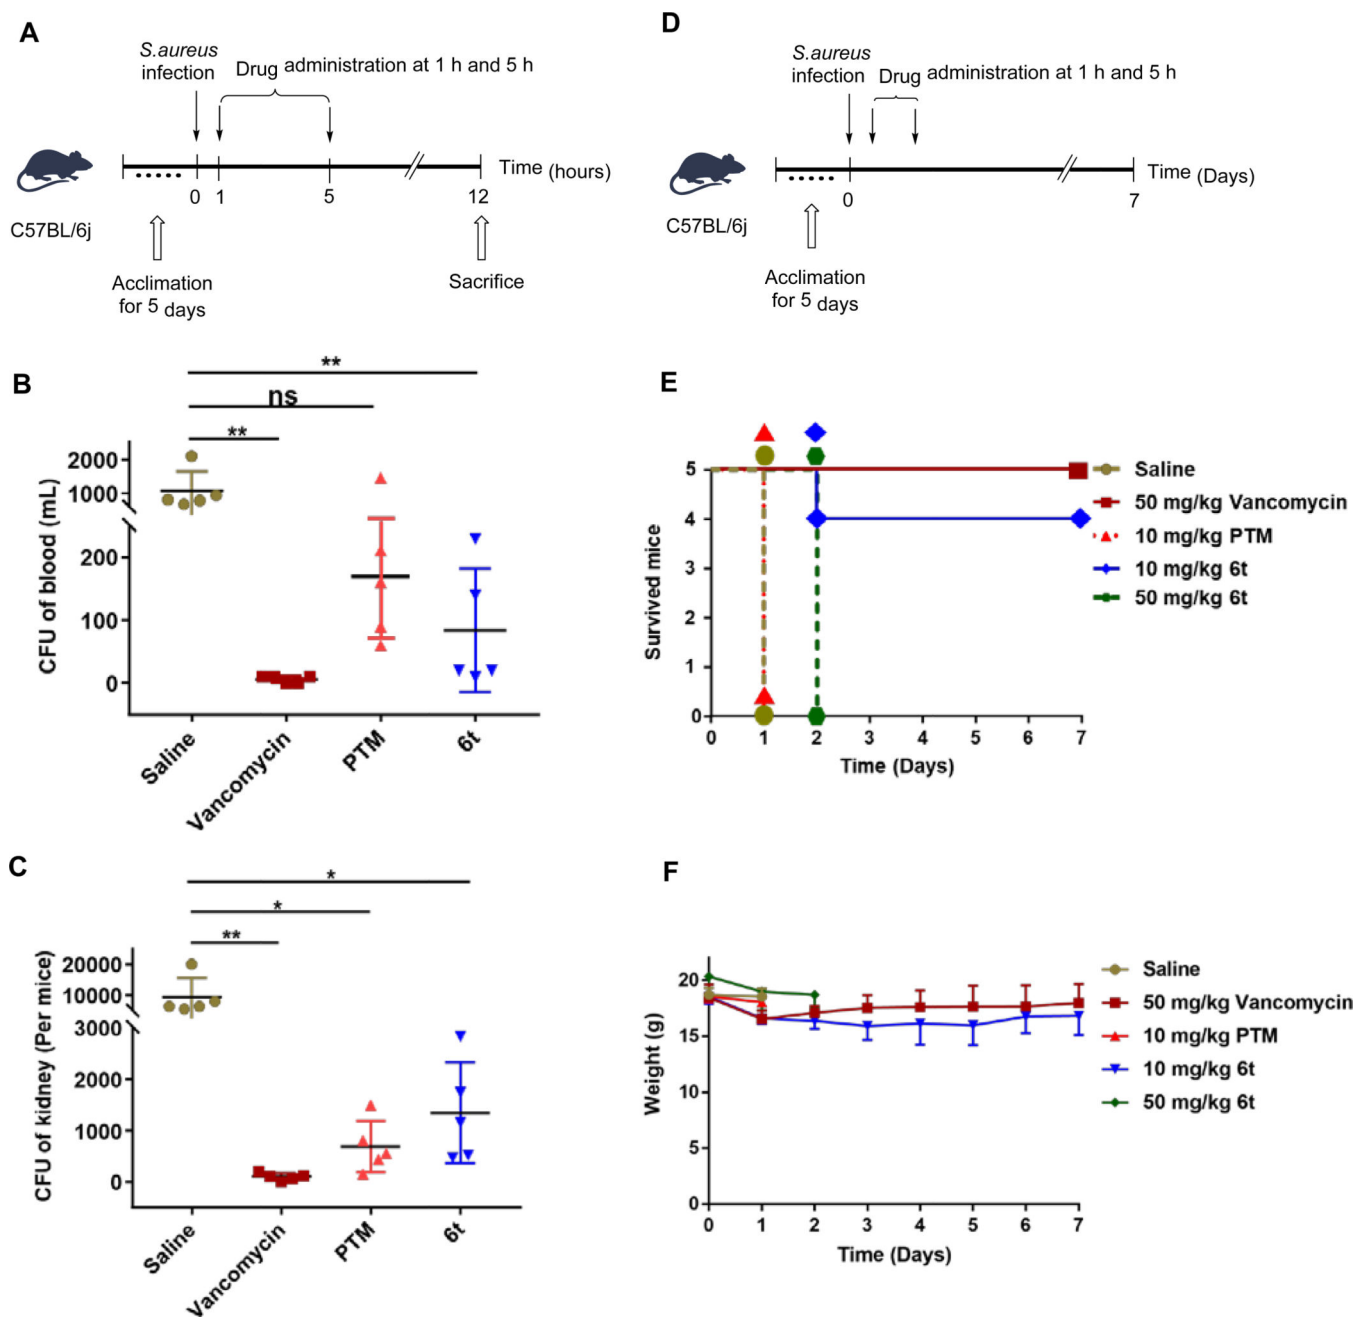 A
S.aureus
infection
Drug administration at 1 h and 5 h
0 1 5 12
Time (hours)
C57BL/6j
Acclimation
for 5 days
Sacrifice
D
S.aureus
infection
Drug administration at 1 h and 5 h
0 7
Time (Days)
C57BL/6j
Acclimation
for 5 days
B
**
ns
**
CFU of blood (mL)
2000
1000
200
100
0
Saline
Vancomycin
PTM
6t
E
Survived mice
5
4
3
2
1
0
0 1 2 3 4 5 6 7
Time (Days)
Saline
50 mg/kg Vancomycin
10 mg/kg PTM
10 mg/kg 6t
50 mg/kg 6t
C
*
*
**
CFU of kidney (Per mice)
20000
10000
3000
2000
1000
0
Saline
Vancomycin
PTM
6t
F
Weight (g)
20
15
10
5
0
0 1 2 3 4 5 6 7
Time (Days)
Saline
50 mg/kg Vancomycin
10 mg/kg PTM
10 mg/kg 6t
50 mg/kg 6t